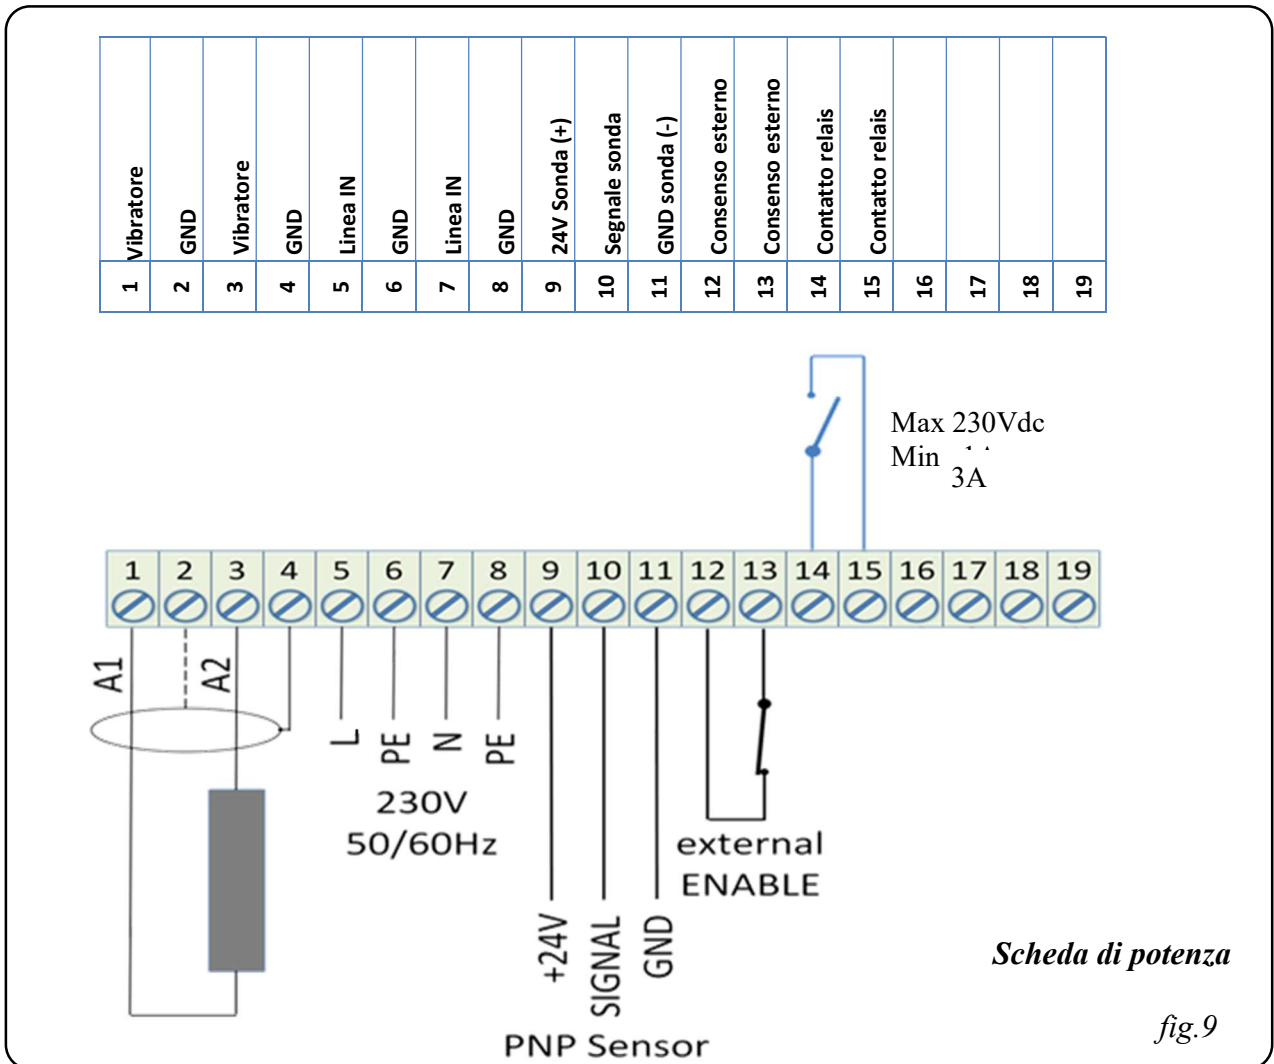 Vibratore
GND
Vibratore
GND
Linea IN
GND
Linea IN
GND
24V Sonda (+)
Segnale sonda
GND sonda (-)
Consenso esterno
Consenso esterno
Contatto relais
Contatto relais
1 2 3 4 5 6 7 8 9 10 11 12 13 14 15 16 17 18 19
Max 230Vdc
Min
3A
1 2 3 4 5 6 7 8 9 10 11 12 13 14 15 16 17 18 19
A1
A2
L
PE
N
PE
230V
50/60Hz
external
ENABLE
+24V
SIGNAL
GND
PNP Sensor
Scheda di potenza
fig.9